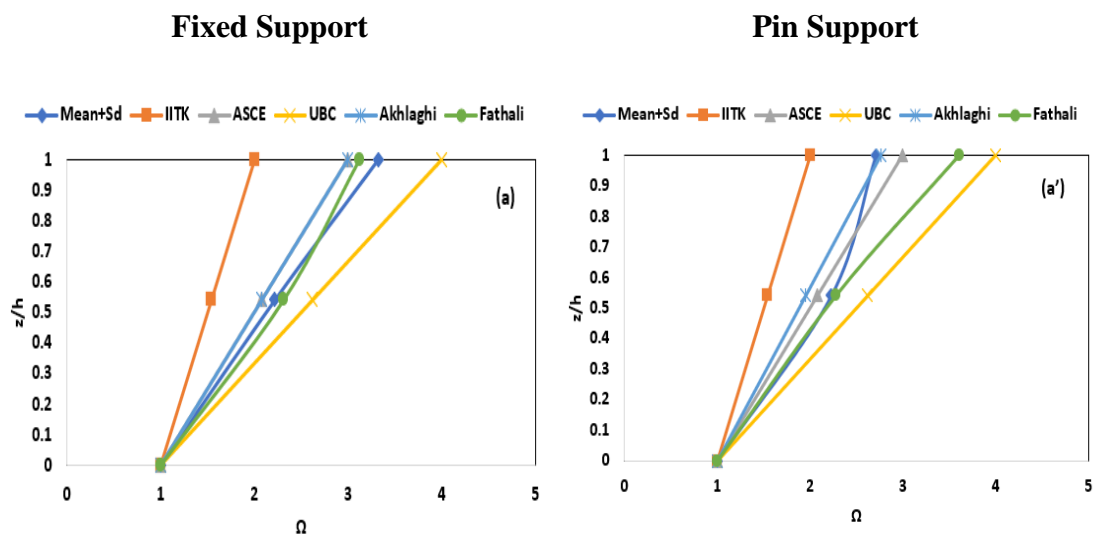 Fixed Support
Pin Support
Mean+Sd IITK ASCE UBC Akhlaghi Fathali
1
0.9
0.8
0.7
0.6
0.5
0.4
0.3
0.2
0.1
0
z/h
(a)
0 1 2 3 4 5
Ω
Mean+Sd IITK ASCE UBC Akhlaghi Fathali
1
0.9
0.8
0.7
0.6
0.5
0.4
0.3
0.2
0.1
0
z/h
(a’)
0 1 2 3 4 5
Ω